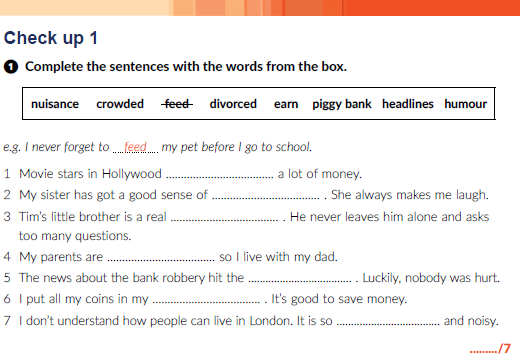 Check up 1
1 Complete the sentences with the words from the box.
nuisance crowded feed divorced earn piggy bank headlines humour
e.g. I never forget to ...feed... my pet before I go to school.
1 Movie stars in Hollywood .................................... a lot of money.
2 My sister has got a good sense of .................................... . She always makes me laugh.
3 Tim's little brother is a real .................................... . He never leaves him alone and asks
too many questions.
4 My parents are .................................... so I live with my dad.
5 The news about the bank robbery hit the .................................... . Luckily, nobody was hurt.
6 I put all my coins in my .................................... . It's good to save money.
7 I don't understand how people can live in London. It is so .................................... and noisy.
........./7